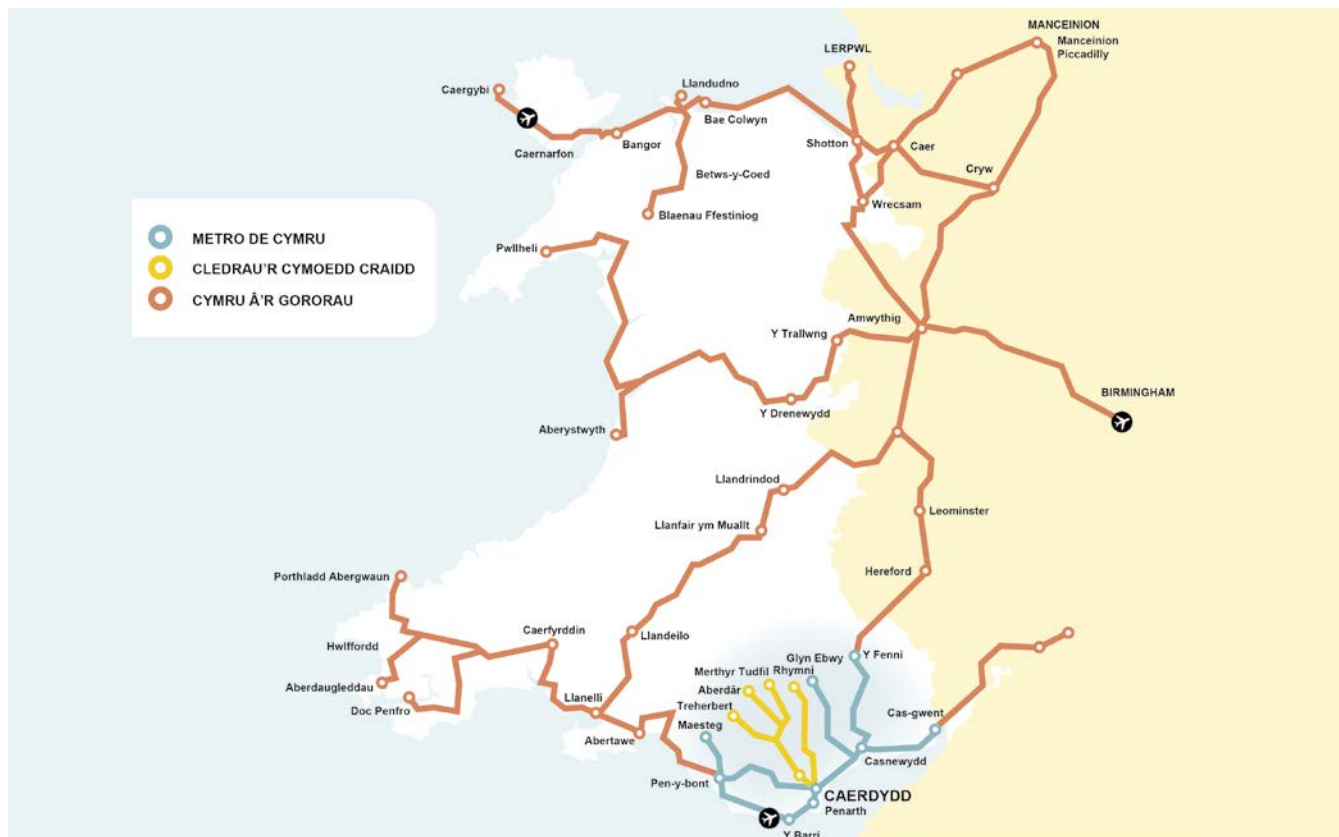 MANCEINION
Manceinion
Piccadilly
LERPWL
Caergybi
Llandudno
Bae Colwyn
Caernarfon
Bangor
Shotton
Caer
Betws-y-Coed
Cryw
Blaenau Ffestiniog
Wrecsam
METRO DE CYMRU
CLEDRAU'R CYMOEDD CRAIDD
CYMRU Â'R GORORAU
Pwllheli
Amwythig
Y Trallwng
BIRMINGHAM
Y Drenewydd
Aberystwyth
Llandrindod
Leominster
Llanfair ym Muallt
Hereford
Porthladd Abergwaun
Caerfyrddin
Llandeilo
Hwlffordd
Glyn Ebwy
Y Fenni
Merthyr Tudfil
Rhymni
Aberdaugleddau
Aberdâr
Doc Penfro
Llanelli
Treherbert
Cas-gwent
Maesteg
Abertawe
Casnewydd
Pen-y-bont
CAERDYDD
Penarth
Y Barri